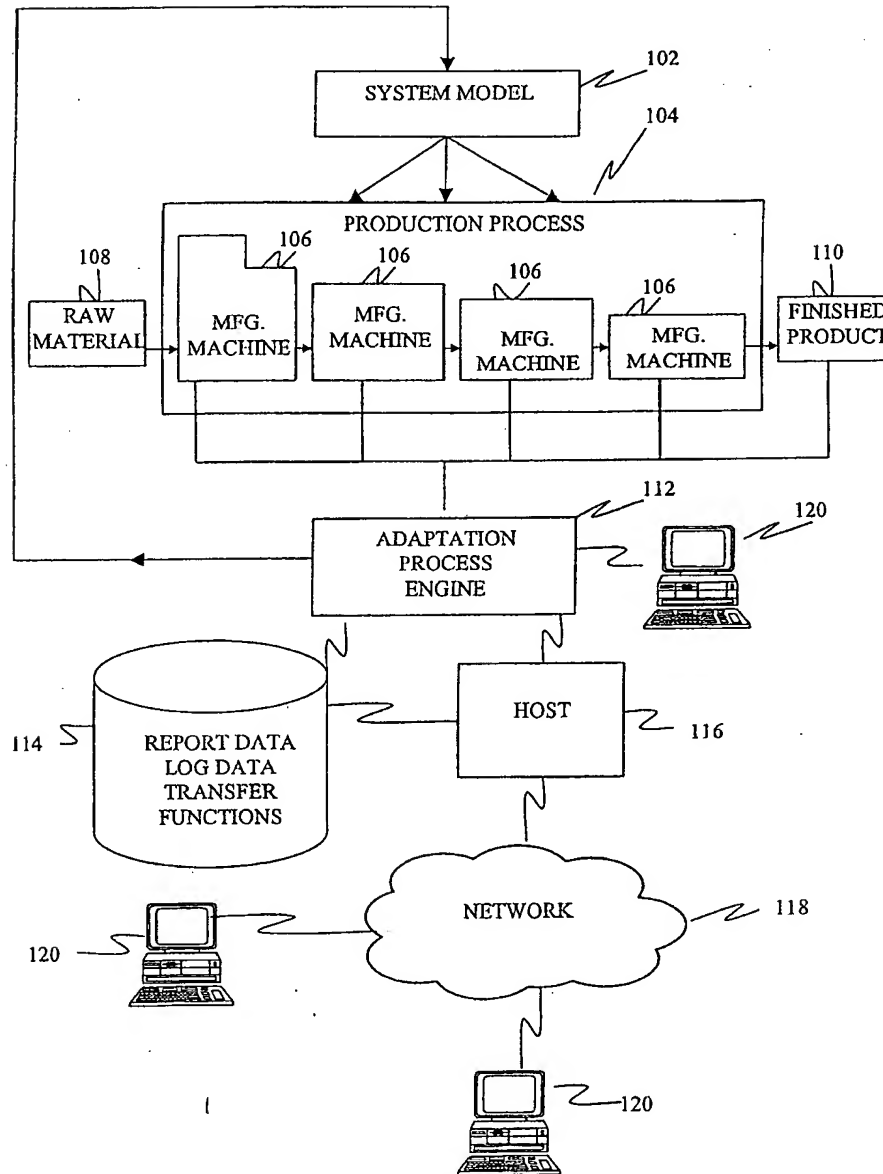 102
SYSTEM MODEL
104
PRODUCTION PROCESS
108
106
106
106
106
110
RAW
MATERIAL
MFG.
MACHINE
MFG.
MACHINE
MFG.
MACHINE
MFG.
MACHINE
FINISHED
PRODUCT
112
120
ADAPTATION
PROCESS
ENGINE
114
REPORT DATA
LOG DATA
TRANSFER
FUNCTIONS
HOST
116
NETWORK
118
120
120